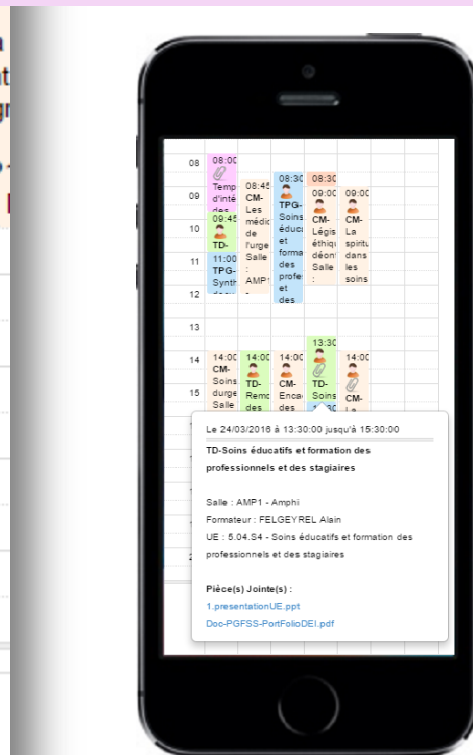 08
09
10
11
12
13
14
15
08:00
Temp
d'inté
des
09:45
TD-
11:00
TPG-
Synth
08:45
CM-
Les
médic
de
l'urge
Salle
:
AMP1
-
08:30
TPG-
Soins
éduca
et
forma
des
profe
et
des
08:30
09:00
CM-
Légis
éthiqu
déont
Salle
:
09:00
CM-
La
spiritu
dans
les
soins
14:00
CM-
Soins
durge
Salle
14:00
TD-
Remo
des
14:00
CM-
Enca
des
13:30
TD-
Soins
14:00
CM-
Le 24/03/2016 à 13:30:00 jusqu'à 15:30:00
TD-Soins éducatifs et formation des
professionnels et des stagiaires
Salle : AMP1 - Amphi
Formateur : FELGEYREL Alain
UE : 5.04.S4 - Soins éducatifs et formation des
professionnels et des stagiaires
Pièce(s) Jointe(s) :
1.presentationUE.ppt
Doc-PGFSS-PortFolioDEI.pdf